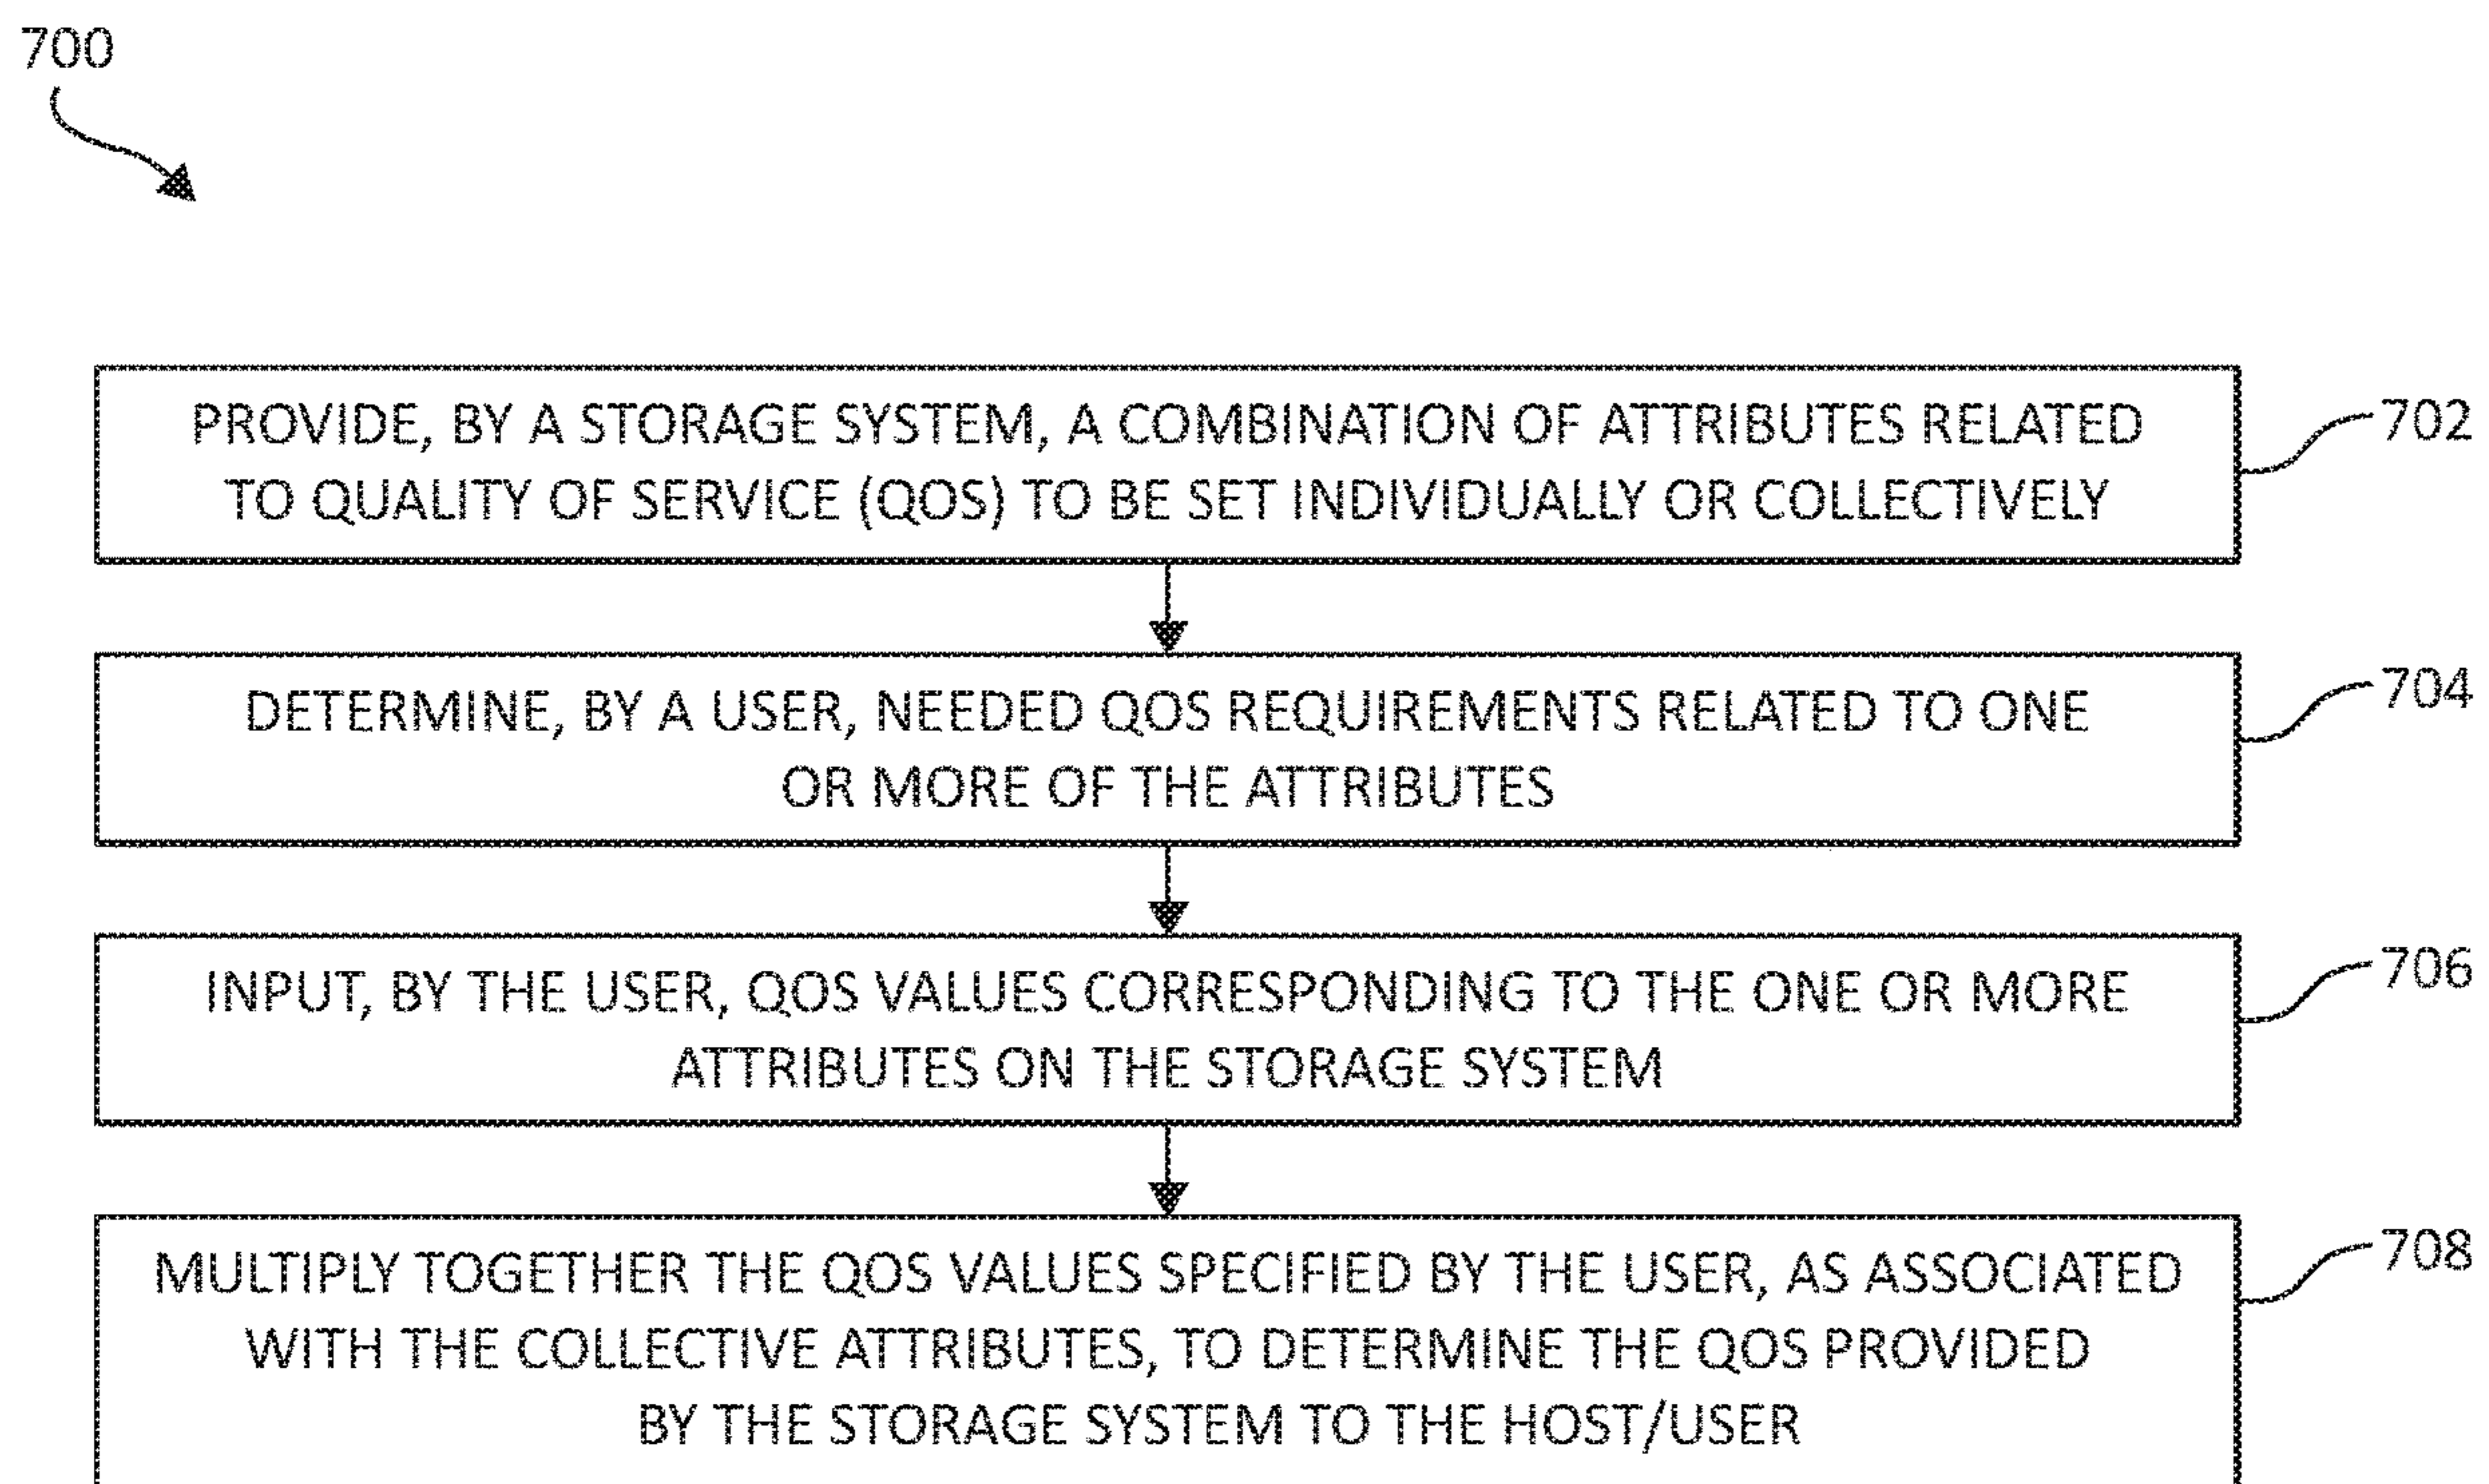 700
PROVIDE, BY A STORAGE SYSTEM, A COMBINATION OF ATTRIBUTES RELATED
TO QUALITY OF SERVICE (QOS) TO BE SET INDIVIDUALLY OR COLLECTIVELY
702
DETERMINE, BY A USER, NEEDED QOS REQUIREMENTS RELATED TO ONE
OR MORE OF THE ATTRIBUTES
704
INPUT, BY THE USER, QOS VALUES CORRESPONDING TO THE ONE OR MORE
ATTRIBUTES ON THE STORAGE SYSTEM
706
MULTIPLY TOGETHER THE QOS VALUES SPECIFIED BY THE USER, AS ASSOCIATED
WITH THE COLLECTIVE ATTRIBUTES, TO DETERMINE THE QOS PROVIDED
BY THE STORAGE SYSTEM TO THE HOST/USER
708